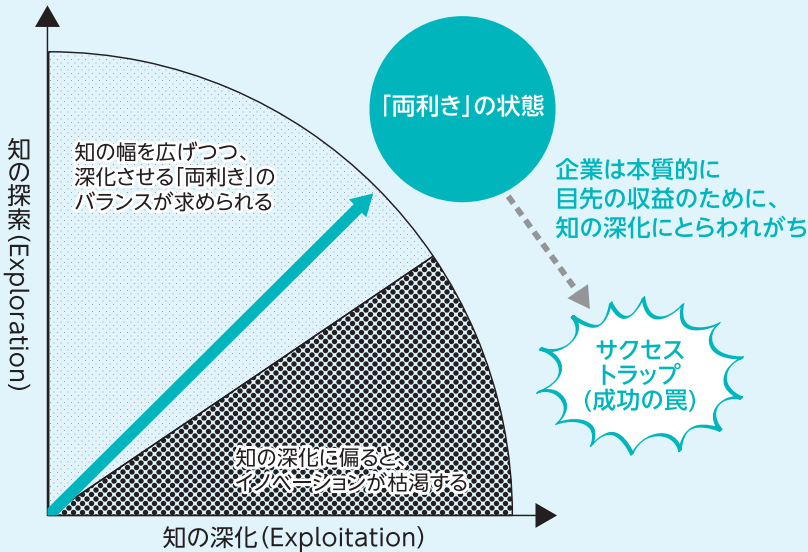 「両利き」の状態
知の幅を広げつつ、
深化させる「両利き」の
バランスが求められる
企業は本質的に
目先の収益のために、
知の深化にとらわれがち
知の探索(Exploration)
サクセス
トラップ
(成功の罠)
知の深化に偏ると、
イノベーションが枯渇する
知の深化(Exploitation)